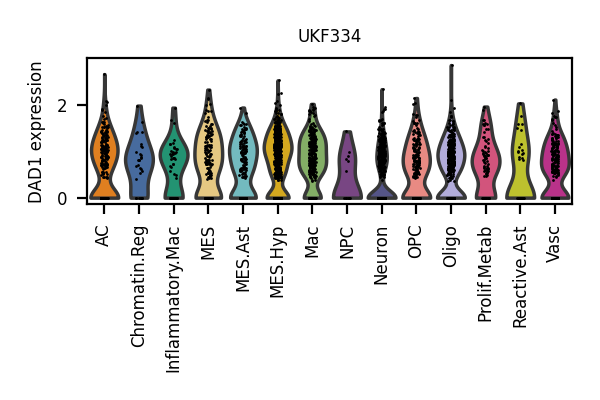 UKF334
DAD1 expression
2
0
AC
Chromatin.Reg
Inflammatory.Mac
MES
MES.Ast
MES.Hyp
Mac
NPC
Neuron
OPC
Oligo
Prolif.Metab
Reactive.Ast
Vasc